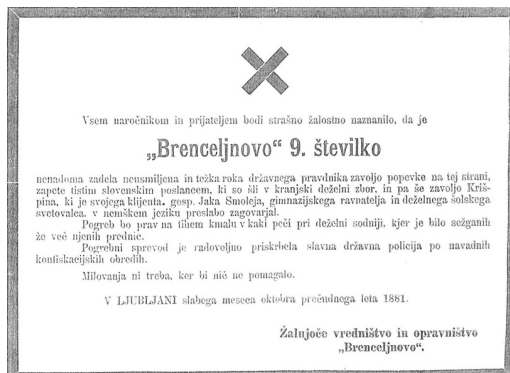 Vsem naročnikom in prijateljem bodi strašno žalostno naznanilo, da je
„Brenceljnovo“ 9. številko
nenadoma zadela neusmiljena in težka roka državnega pravdnika zavoljo popevke na tej strani,
zapete tistim slovenskim poslancem, ki so šli v kranjski deželni zbor, in pa še zavoljo Kriš-
pina, ki je svojega klijenta, gosp. Jaka Smoleja, gimnazijskega ravnatelja in deželnega šolskega
svetovalca, v nemškem jeziku preslabo zagovarjal.
Pogreb bo prav na tihem kmalu v kaki peči pri deželni sodniji, kjer je bilo sežganih
že več njenih prednic.
Pogrebni sprevod je radovoljno priskrbela slavna državna policija po navadnih
konfiskacijskih obredih.
Milovanja ni treba, ker bi nič ne pomagalo.
V LJUBLJANI slabega meseca oktobra prečudnega leta 1881.
Žalnjoče vredništvo in opravništvo
„Brenceljnovo“.